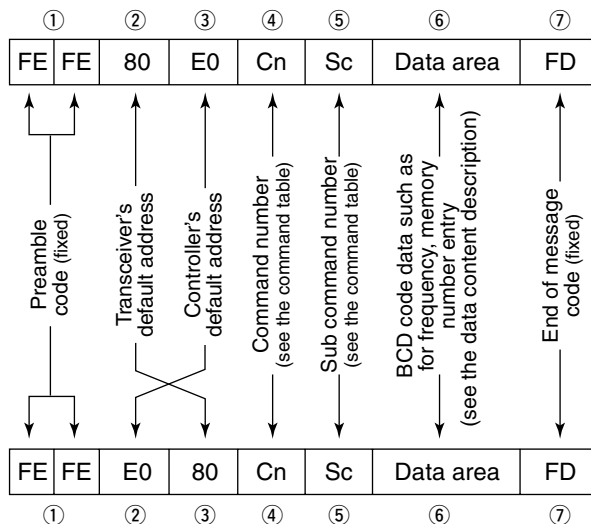 ① ② ③ ④ ⑤ ⑥ ⑦
FE FE 80 E0 Cn Sc Data area FD
Preamble
code (fixed)
Transceiver's
default address
Controller's
default address
Command number
(see the command table)
Sub command number
(see the command table)
BCD code data such as
for frequency, memory
number entry
(see the data content description)
End of message
code (fixed)
FE FE E0 80 Cn Sc Data area FD
① ② ③ ④ ⑤ ⑥ ⑦